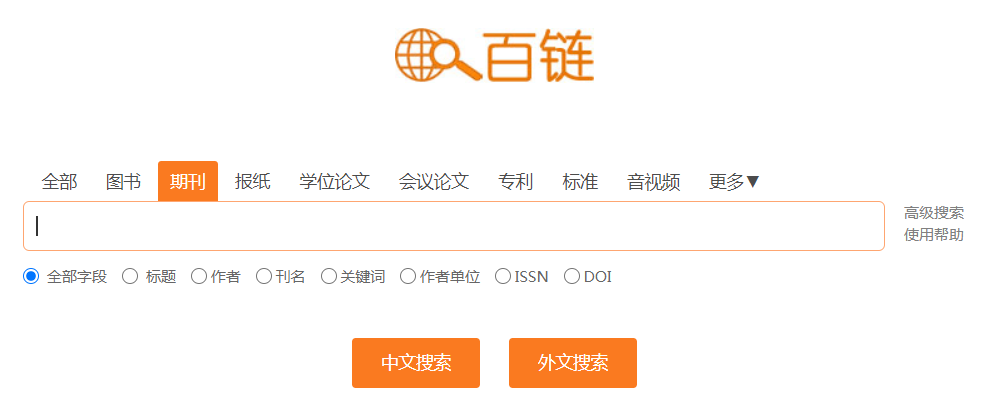 百链
全部 图书 期刊 报纸 学位论文 会议论文 专利 标准 音视频 更多▼
高级搜索
使用帮助
全部字段 标题 作者 刊名 关键词 作者单位 ISSN DOI
中文搜索 外文搜索